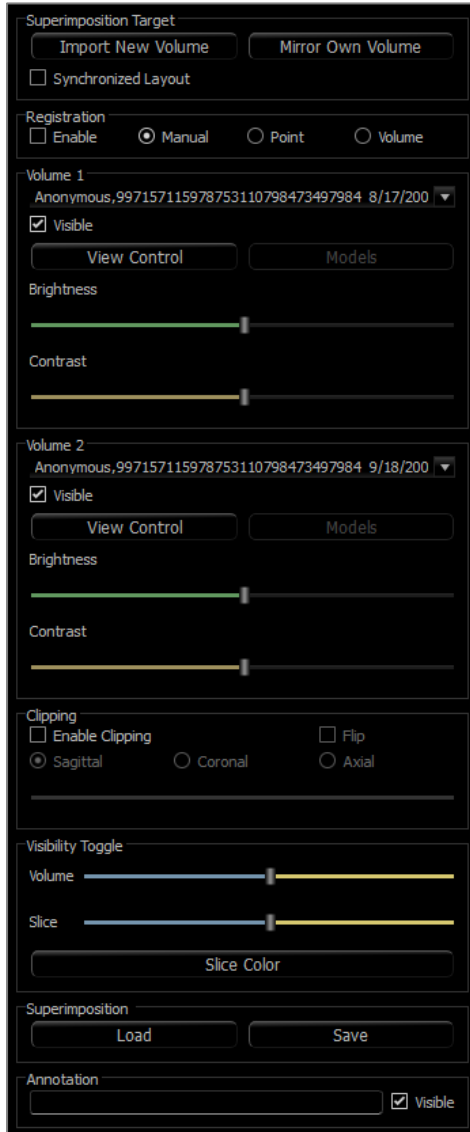 Superimposition Target
Import New Volume Mirror Own Volume
Synchronized Layout
Registration
Enable Manual Point Volume
Volume 1
Anonymous,997157115978753110798473497984 8/17/200
Visible
View Control Models
Brightness
Contrast
Volume 2
Anonymous,997157115978753110798473497984 9/18/200
Visible
View Control Models
Brightness
Contrast
Clipping
Enable Clipping Flip
Sagittal Coronal Axial
Visibility Toggle
Volume
Slice
Slice Color
Superimposition
Load Save
Annotation
Visible